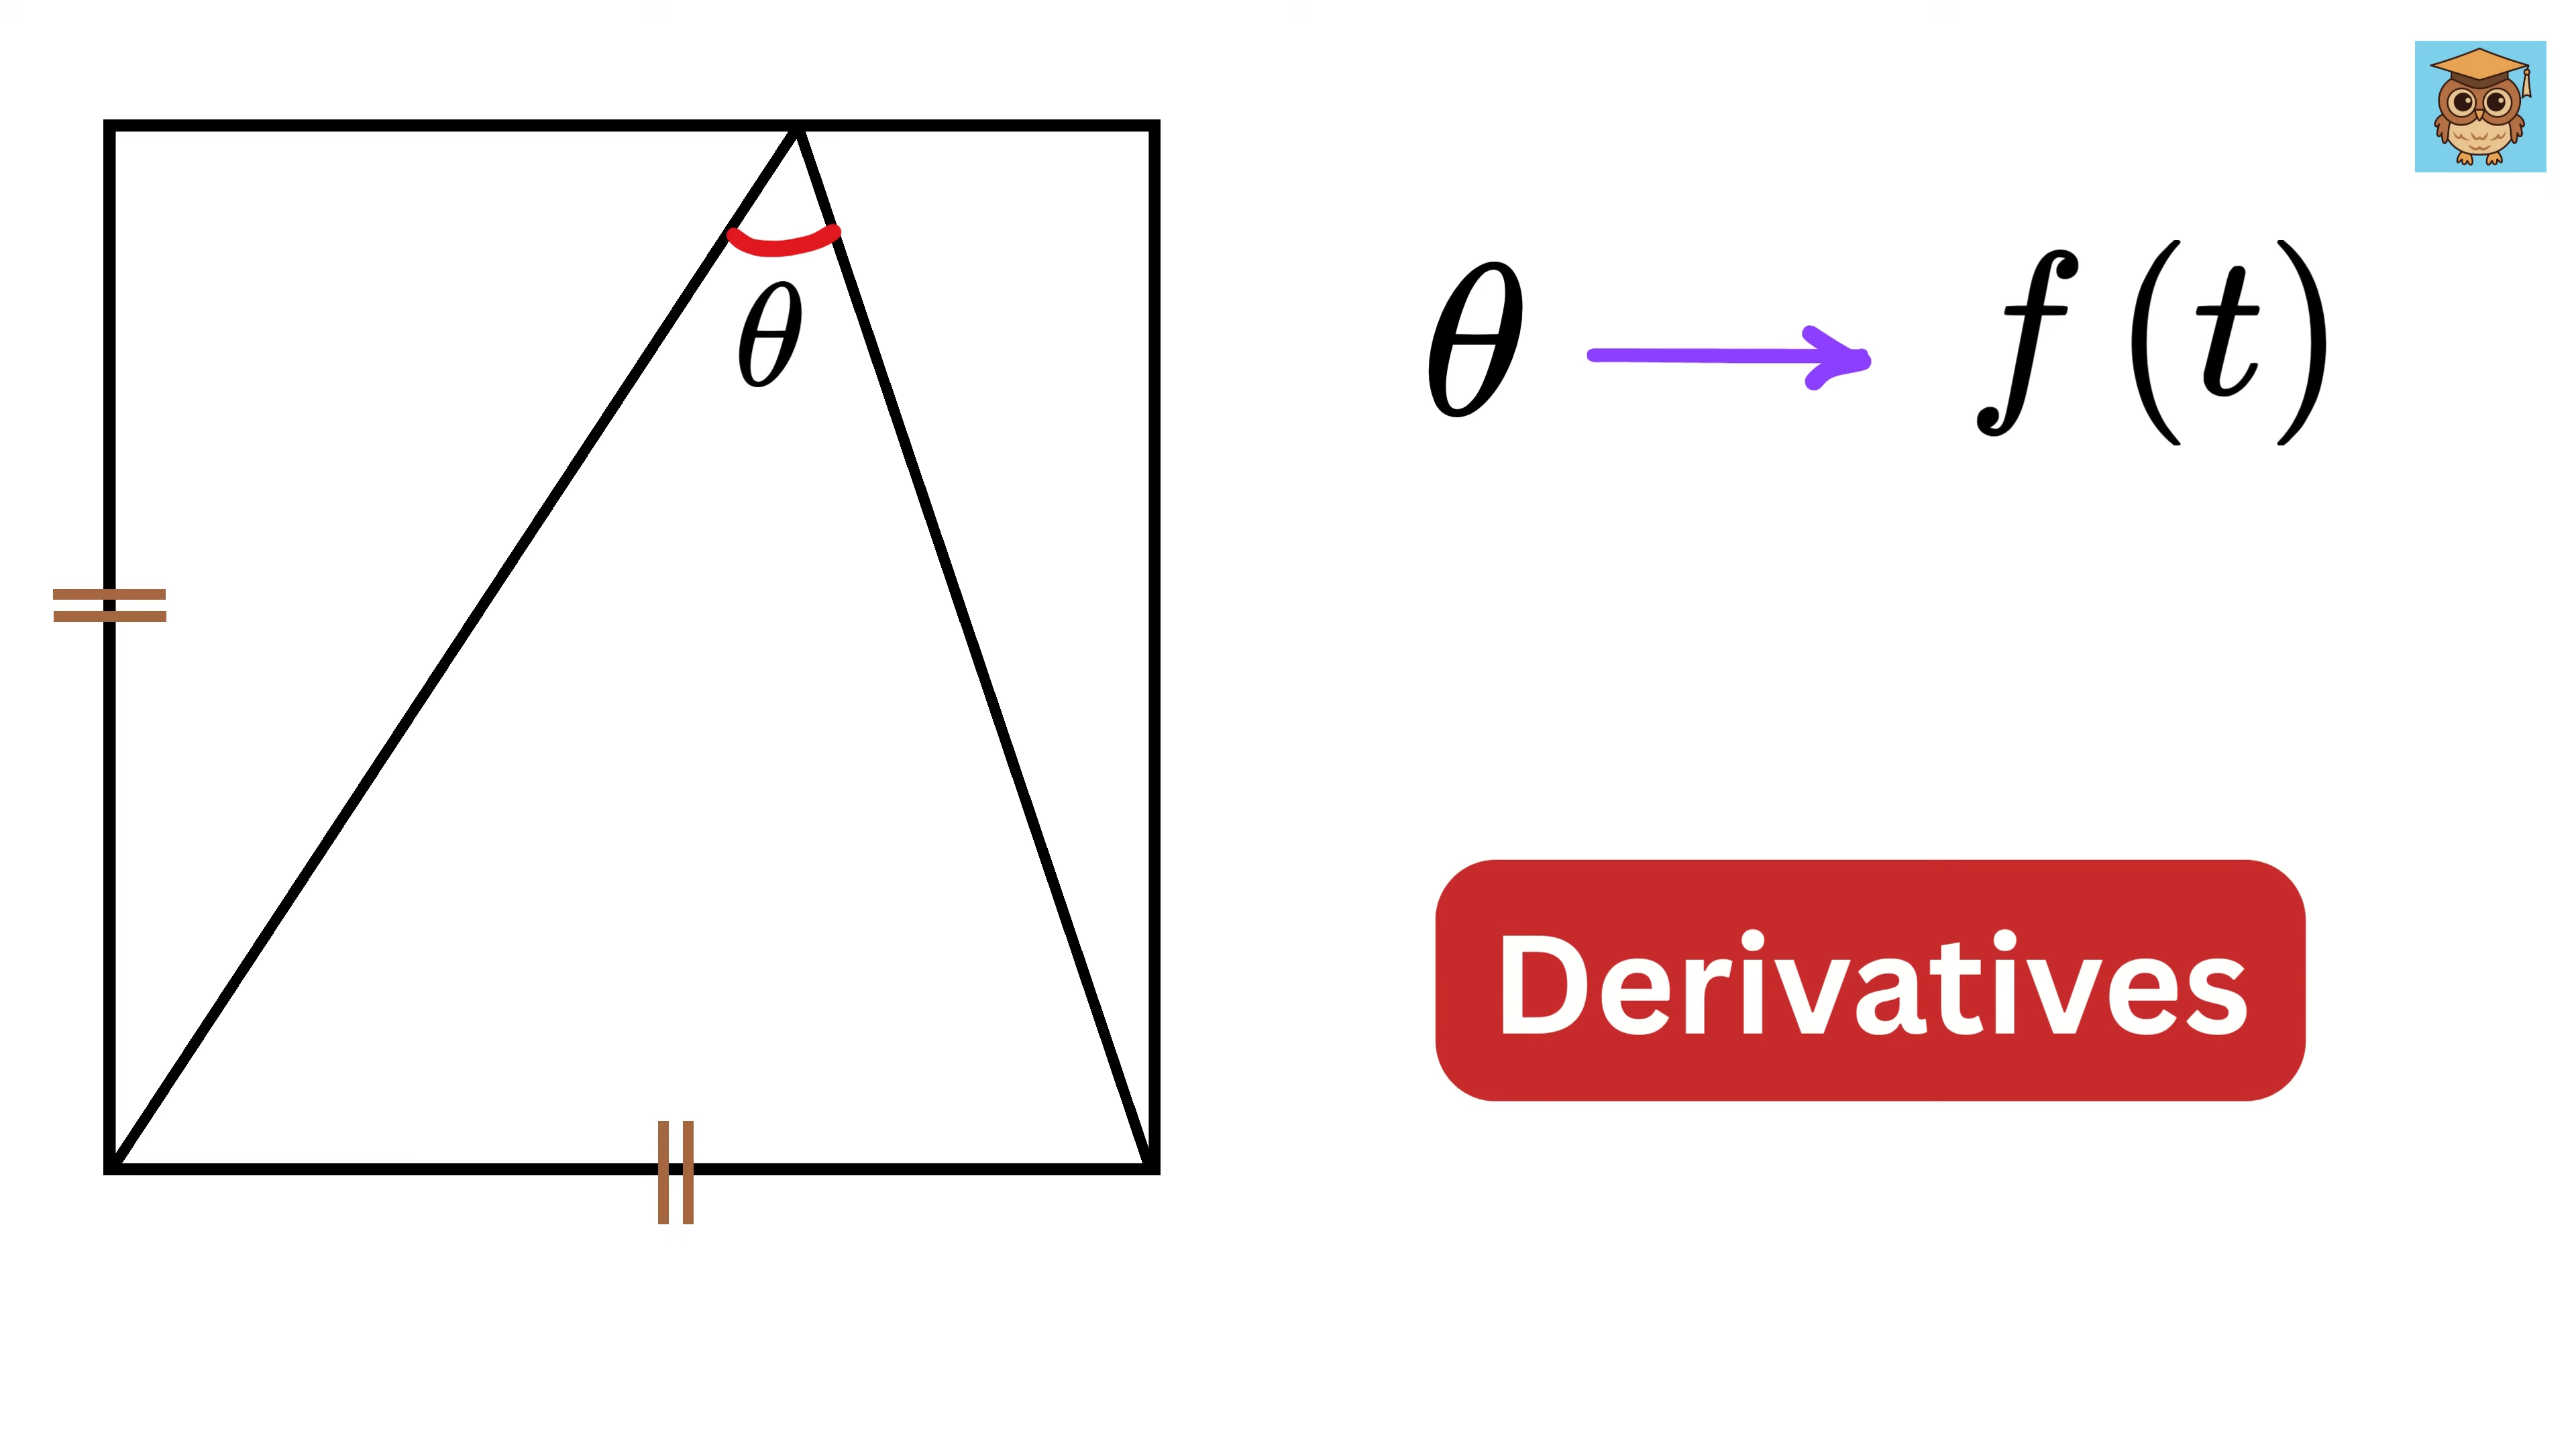 θ
θ → f (t)
Derivatives